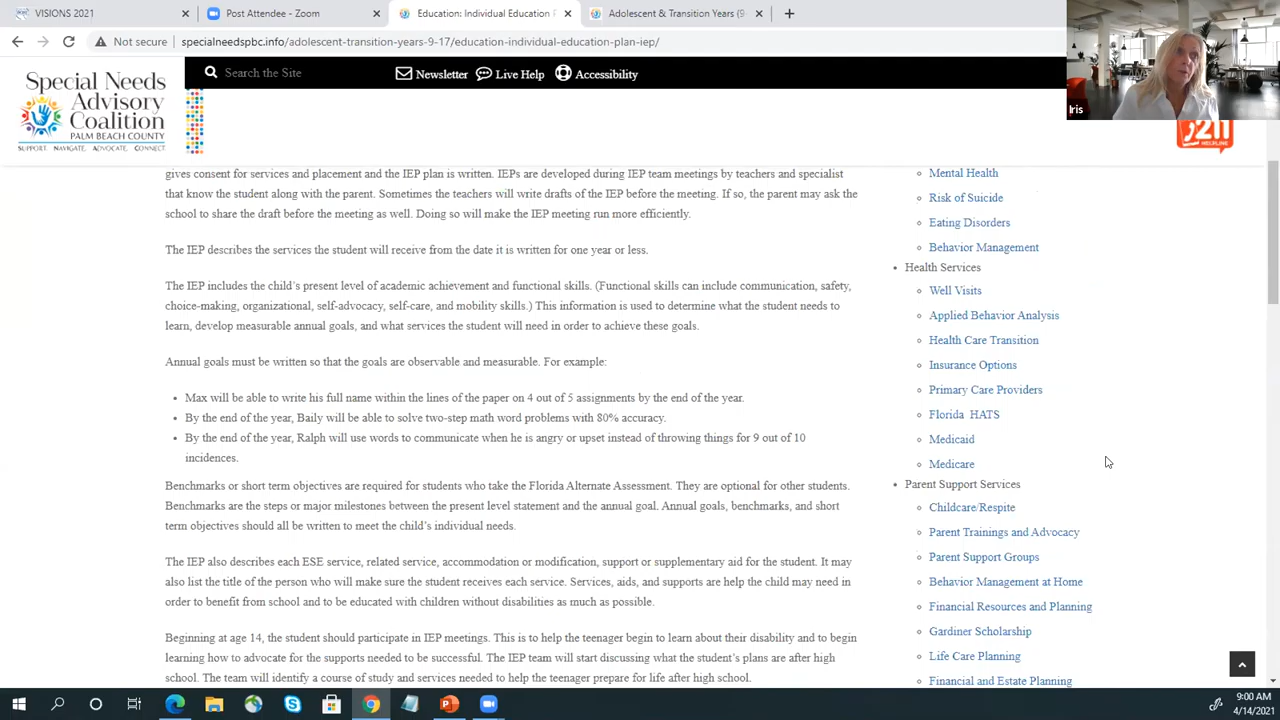 VISIONS 2021
Post Attendee - Zoom
Education: Individual Education
Adolescent & Transition Years (9-
Not secure
specialneedspbc.info/adolescent-transition-years-9-17/education-individual-education-plan-iep/
Iris
Special Needs
Advisory
Coalition
PALM BEACH COUNTY
SUPPORT. NAVIGATE. ADVOCATE. CONNECT
Search the Site
Newsletter
Live Help
Accessibility
211
HELPLINE
gives consent for services and placement and the IEP plan is written. IEPs are developed during IEP team meetings by teachers and specialist
that know the student along with the parent. Sometimes the teachers will write drafts of the IEP before the meeting. If so, the parent may ask the
school to share the draft before the meeting as well. Doing so will make the IEP meeting run more efficiently.
The IEP describes the services the student will receive from the date it is written for one year or less.
The IEP includes the child's present level of academic achievement and functional skills. (Functional skills can include communication, safety,
choice-making, organizational, self-advocacy, self-care, and mobility skills.) This information is used to determine what the student needs to
learn, develop measurable annual goals, and what services the student will need in order to achieve these goals.
Annual goals must be written so that the goals are observable and measurable. For example:
• Max will be able to write his full name within the lines of the paper on 4 out of 5 assignments by the end of the year.
• By the end of the year, Baily will be able to solve two-step math word problems with 80% accuracy.
• By the end of the year, Ralph will use words to communicate when he is angry or upset instead of throwing things for 9 out of 10
incidences.
Benchmarks or short term objectives are required for students who take the Florida Alternate Assessment. They are optional for other students.
Benchmarks are the steps or major milestones between the present level statement and the annual goal. Annual goals, benchmarks, and short
term objectives should all be written to meet the child's individual needs.
The IEP also describes each ESE service, related service, accommodation or modification, support or supplementary aid for the student. It may
also list the title of the person who will make sure the student receives each service. Services, aids, and supports are help the child may need in
order to benefit from school and to be educated with children without disabilities as much as possible.
Beginning at age 14, the student should participate in IEP meetings. This is to help the teenager begin to learn about their disability and to begin
learning how to advocate for the supports needed to be successful. The IEP team will start discussing what the student's plans are after high
school. The team will identify a course of study and services needed to help the teenager prepare for life after high school.
Mental Health
Risk of Suicide
Eating Disorders
Behavior Management
Health Services
Well Visits
Applied Behavior Analysis
Health Care Transition
Insurance Options
Primary Care Providers
Florida HATS
Medicaid
Medicare
Parent Support Services
Childcare/Respite
Parent Trainings and Advocacy
Parent Support Groups
Behavior Management at Home
Financial Resources and Planning
Gardiner Scholarship
Life Care Planning
Financial and Estate Planning
9:00 AM
4/14/2021